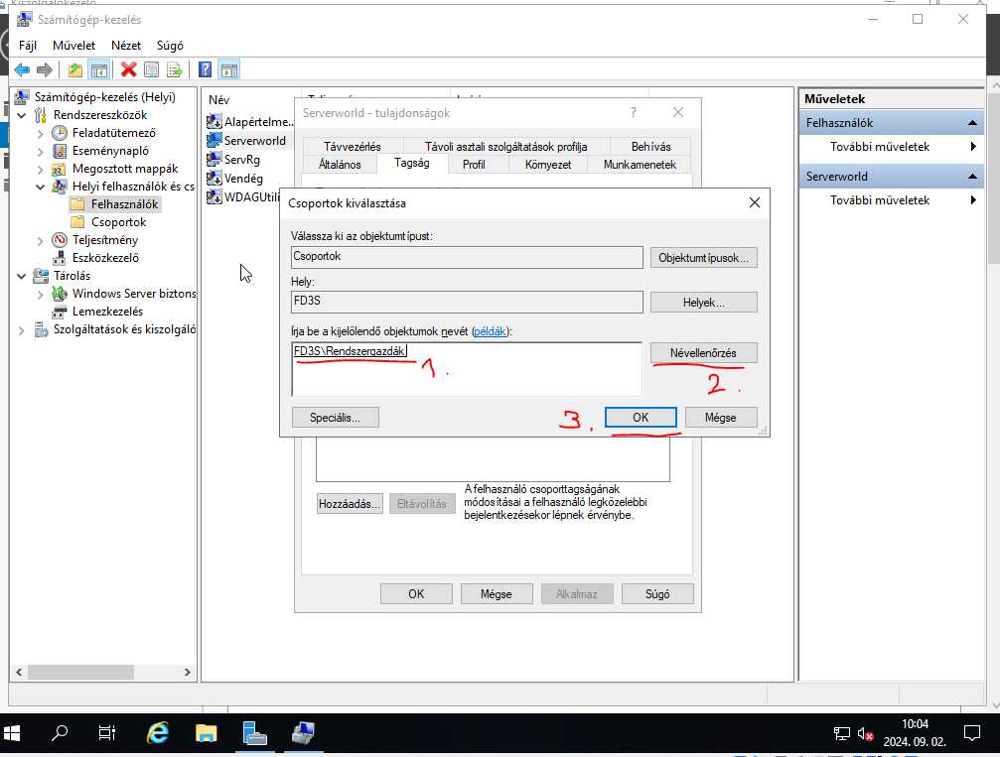 Kiszolgálókezelő
Számítógép-kezelés
Fájl Művelet Nézet Súgó
Számítógép-kezelés (Helyi)
Rendszereszközök
Feladatütemező
Eseménynapló
Megosztott mappák
Helyi felhasználók és cs
Felhasználók
Csoportok
Teljesítmény
Eszközkezelő
Tárolás
Windows Server biztons
Lemezkezelés
Szolgáltatások és kiszolgáló
Név
Alapértelme...
Serverworld
ServRg
Vendég
WDAGUtili
Serverworld - tulajdonságok ?
Távvezérlés Távoli asztali szolgáltatások profilja Behívás
Általános Tagság Profil Környezet Munkamenetek
Csoportok kiválasztása
Válassza ki az objektumtípust:
Csoportok Objektumtípusok...
Hely:
FD3S Helyek...
Írja be a kijelölendő objektumok nevét (példák):
FD3S\Rendszergazdák Névellenőrzés
1.
2.
Speciális... 3. OK Mégse
Hozzáadás... Eltávolítás
A felhasználó csoporttagságának
módosításai a felhasználó legközelebbi
bejelentkezésekor lépnek érvénybe.
OK Mégse Alkalmaz Súgó
Műveletek
Felhasználók
További műveletek
Serverworld
További műveletek
10:04
2024. 09. 02.